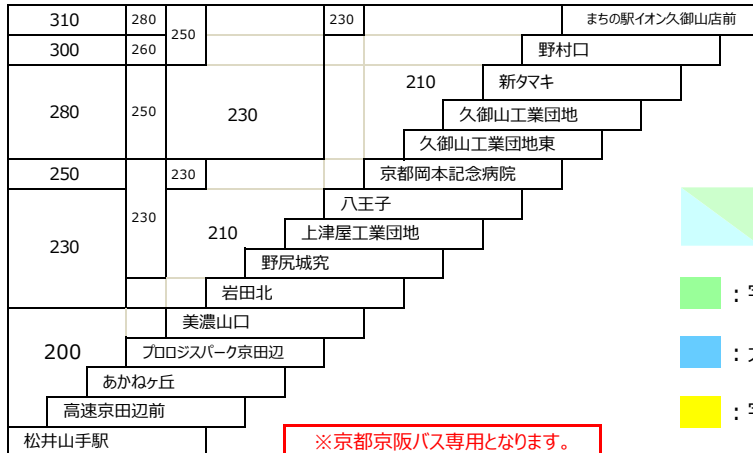 310 280 250 230 まちの駅イオン久御山店前
300 260 野村口
280 250 230 210 新タマキ
久御山工業団地
久御山工業団地東
250 230 230 京都岡本記念病院
八王子
230 210 上津屋工業団地
野尻城究
岩田北
美濃山口
200 プロロジスパーク京田辺
あかねヶ丘
高速京田辺前
松井山手駅
※京都京阪バス専用となります。
：
：
：